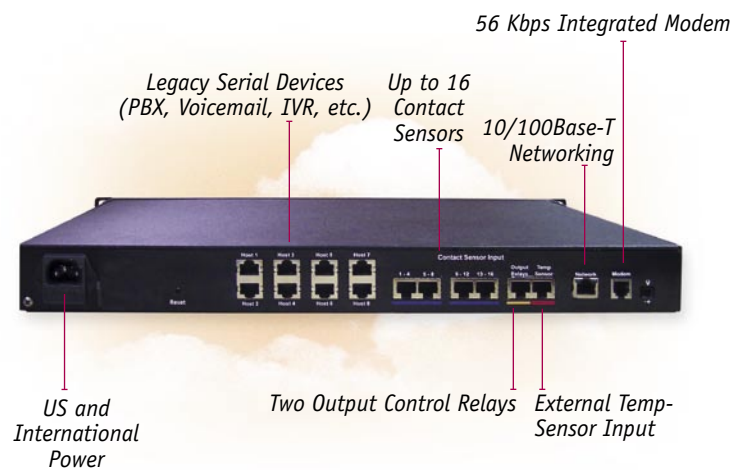 56 Kbps Integrated Modem
Legacy Serial Devices
(PBX, Voicemail, IVR, etc.)
Up to 16
Contact
Sensors
10/100Base-T
Networking
Host 1
Host 3
Host 5
Host 7
Contact Sensor Input
1 - 4
5 - 8
9 - 12
13 - 16
Output
Relays
Temp
Sensor
Network
Modem
Reset
Host 2
Host 4
Host 6
Host 8
US and
International
Power
Two Output Control Relays
External Temp-
Sensor Input